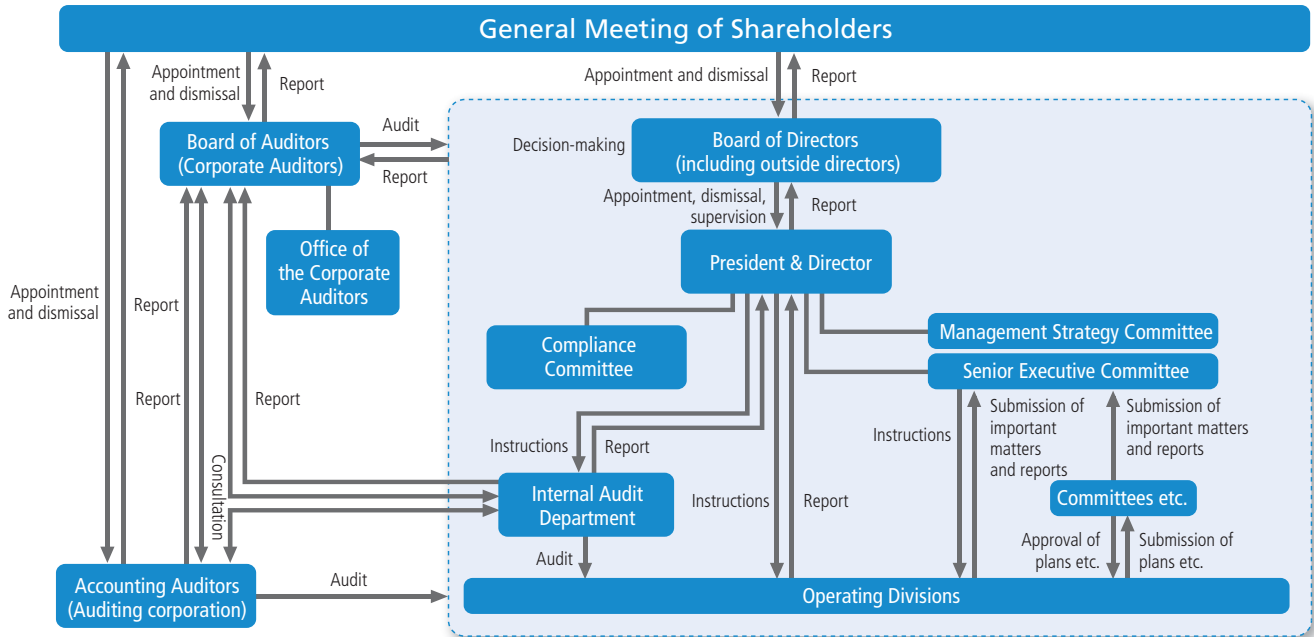 General Meeting of Shareholders
Appointment
and dismissal
Report
Appointment and dismissal
Report
Board of Auditors
(Corporate Auditors)
Audit
Report
Decision-making
Board of Directors
(including outside directors)
Appointment, dismissal,
supervision
Report
Office of
the Corporate
Auditors
President & Director
Appointment
and dismissal
Report
Management Strategy Committee
Compliance
Committee
Senior Executive Committee
Report
Report
Instructions
Report
Instructions
Submission of
important
matters
and reports
Submission of
important matters
and reports
Consultation
Internal Audit
Department
Instructions
Report
Committees etc.
Audit
Approval of
plans etc.
Submission of
plans etc.
Accounting Auditors
(Auditing corporation)
Audit
Operating Divisions